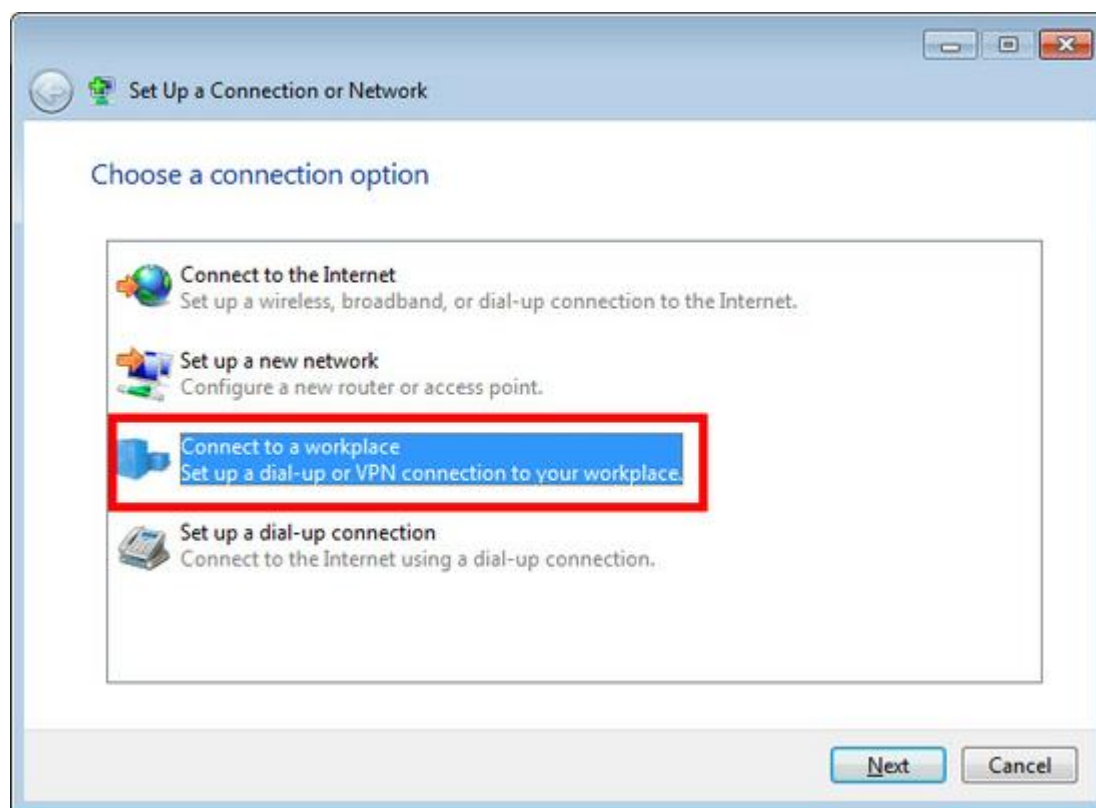 Set Up a Connection or Network
Choose a connection option
Connect to the Internet
Set up a wireless, broadband, or dial-up connection to the Internet.
Set up a new network
Configure a new router or access point.
Connect to a workplace
Set up a dial-up or VPN connection to your workplace.
Set up a dial-up connection
Connect to the Internet using a dial-up connection.
Next
Cancel